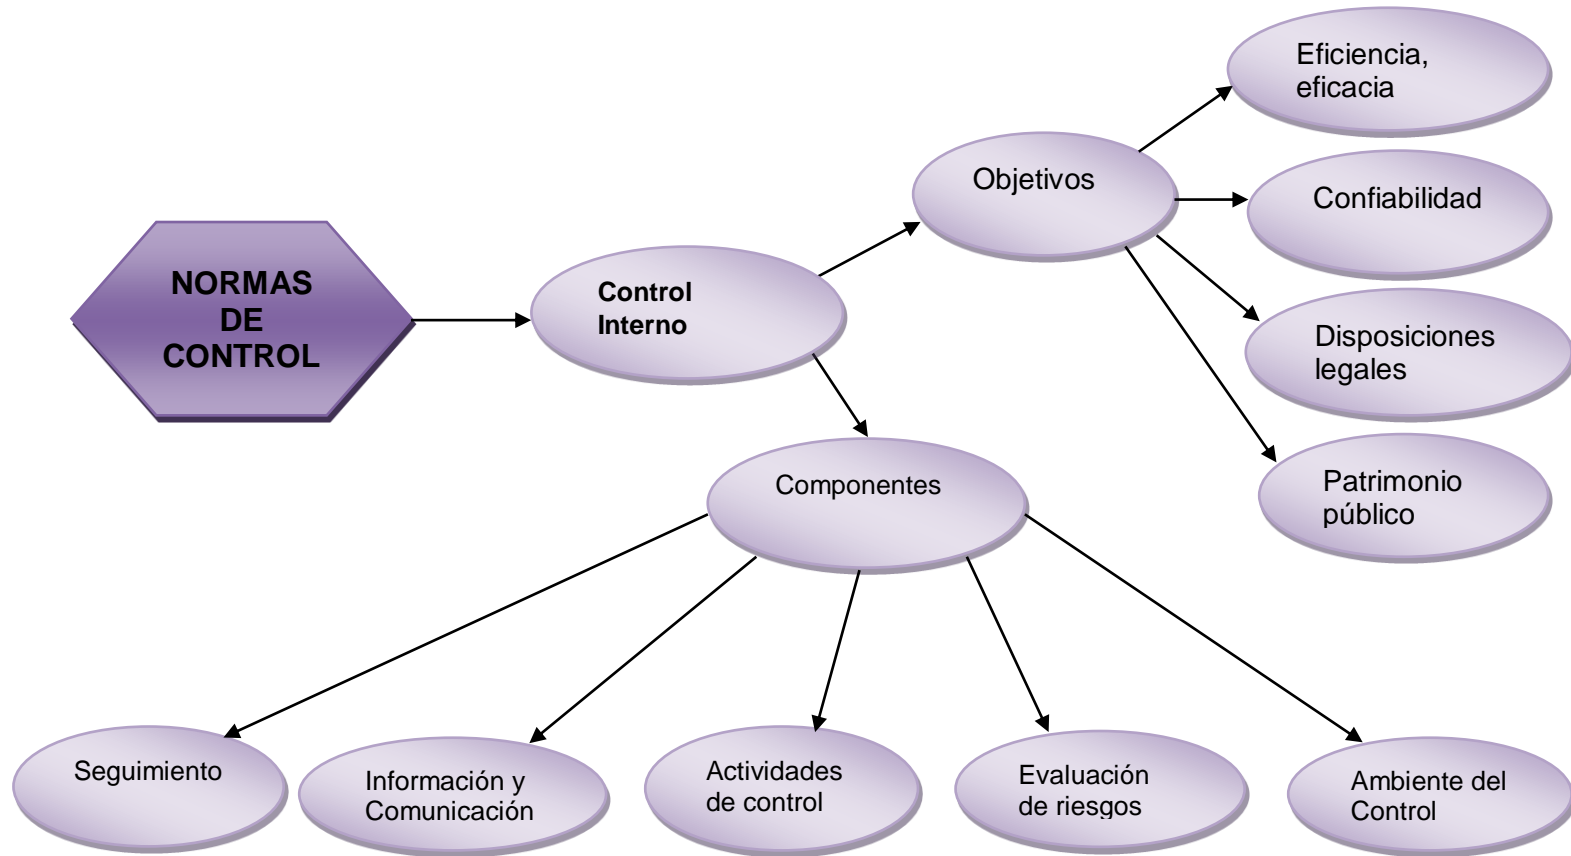 NORMAS
DE
CONTROL
Control
Interno
Objetivos
Eficiencia,
eficacia
Confiabilidad
Disposiciones
legales
Patrimonio
público
Componentes
Seguimiento
Información y
Comunicación
Actividades
de control
Evaluación
de riesgos
Ambiente del
Control